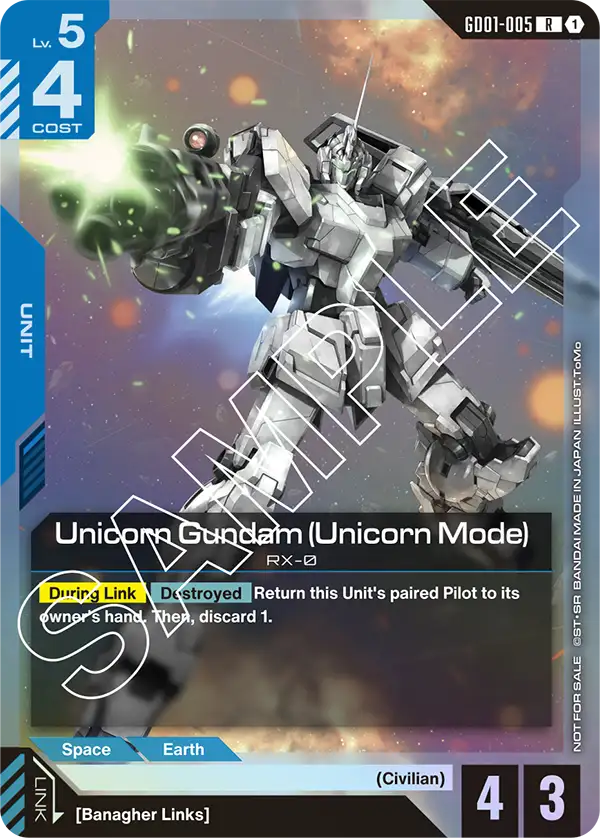 Lv. 5
4
COST
GD01-005 R 1
UNIT
SAMPLE
Unicorn Gundam (Unicorn Mode)
RX-0
During Link Destroyed Return this Unit's paired Pilot to its
owner's hand. Then, discard 1.
Space Earth
(Civilian)
LINK
[Banagher Links]
4 3
NOT FOR SALE ©ST・SR BANDAI MADE IN JAPAN ILLUST.ToMo